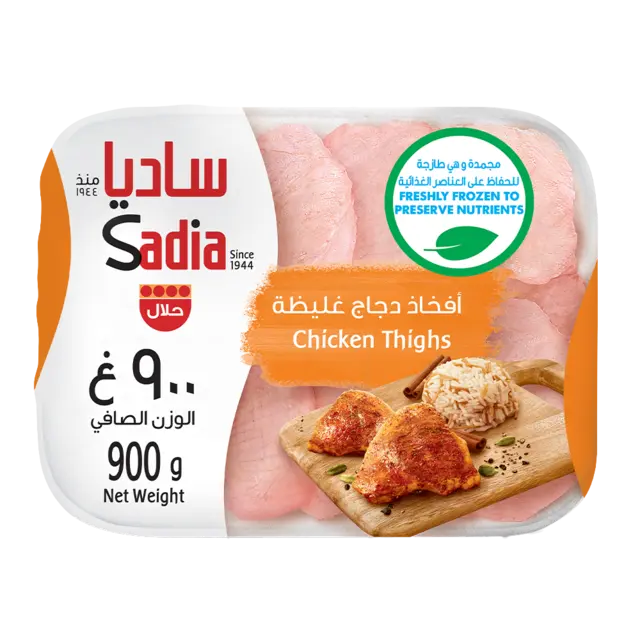 ساديا
منذ
١٩٤٤
Sadia
Since
1944
حلال
٩٠٠ غ
الوزن الصافي
900 g
Net Weight
مجمدة وهي طازجة
للحفاظ على العناصر الغذائية
FRESHLY FROZEN TO
PRESERVE NUTRIENTS
أفخاذ دجاج غليظة
Chicken Thighs